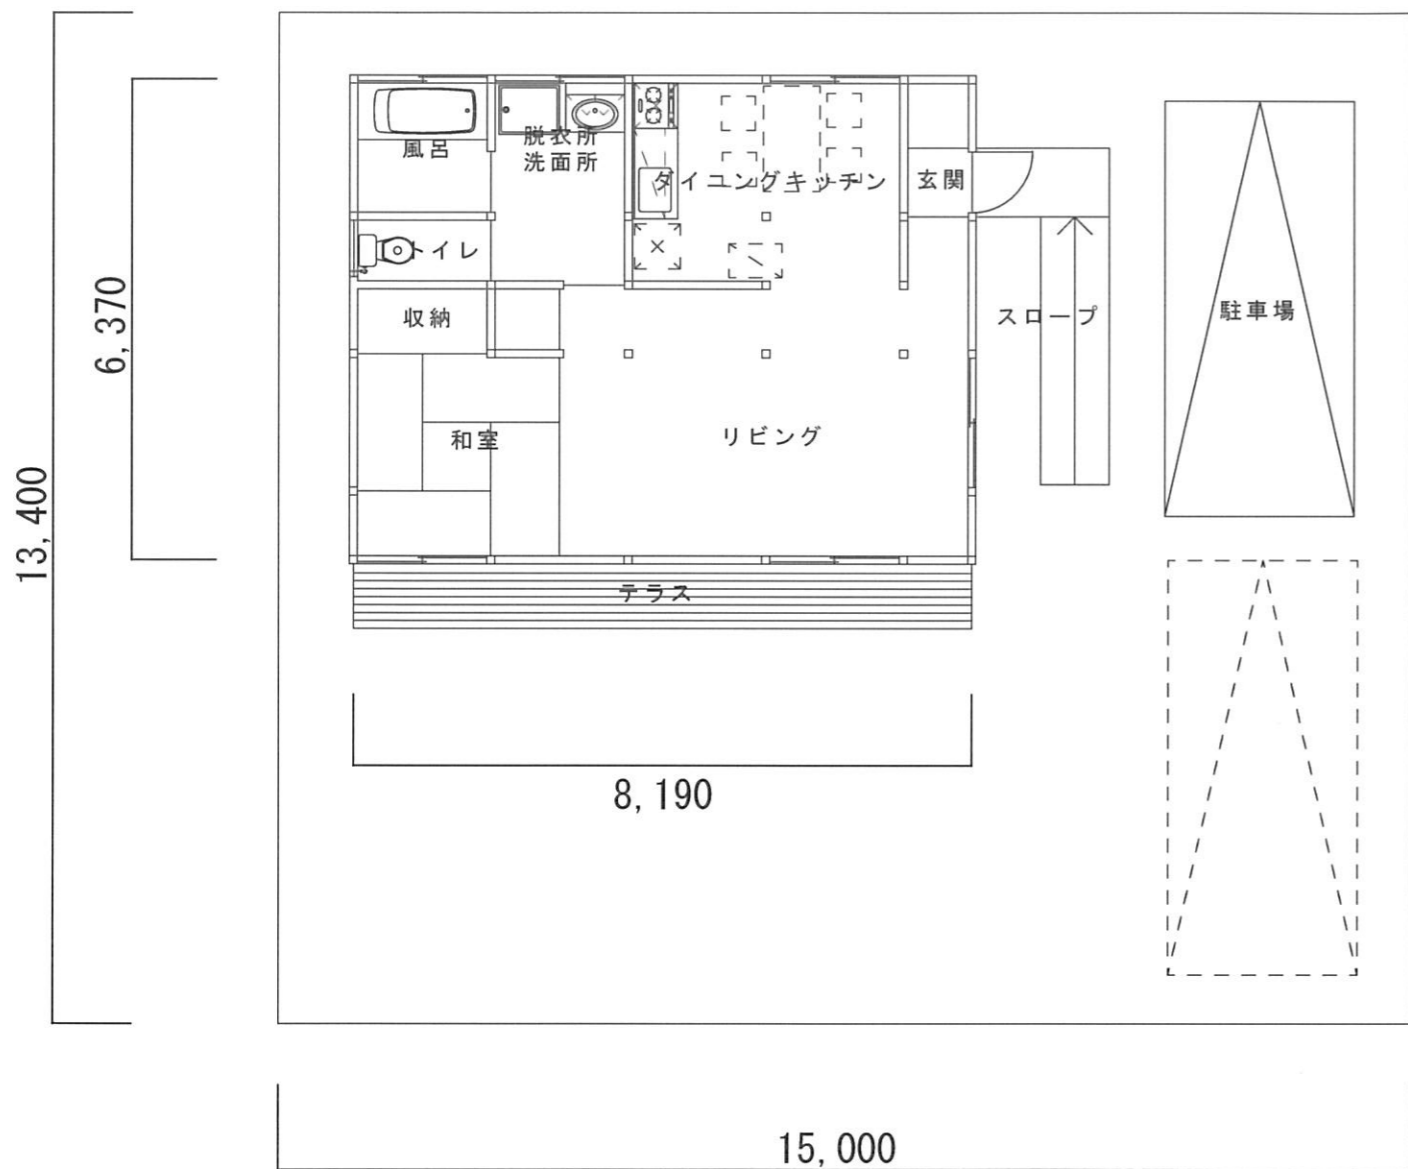 風呂
脱衣所
洗面所
ダイニングキッチン
玄関
トイレ
収納
スロープ
駐車場
和室
リビング
テラス
6,370
13,400
8,190
15,000